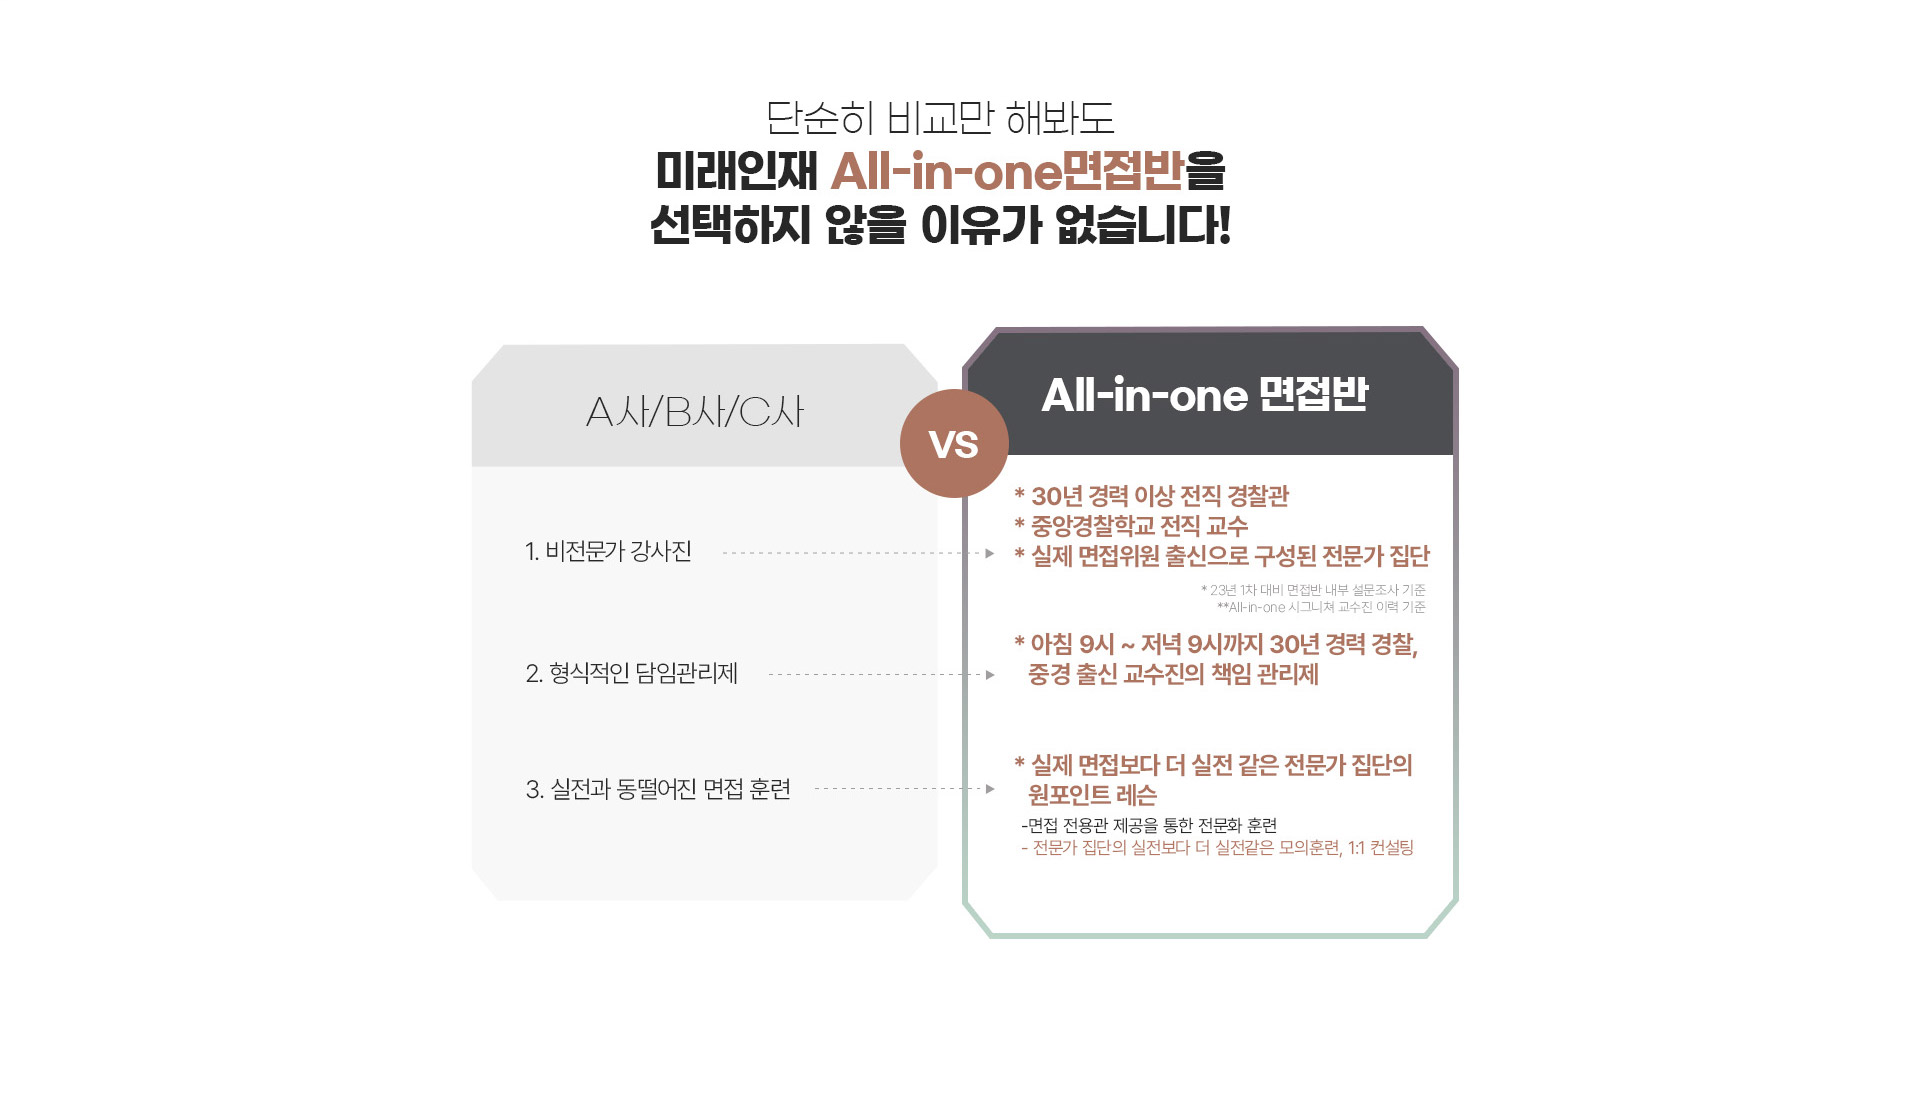 단순히 비교만 해봐도
미래인재 All-in-one면접반을
선택하지 않을 이유가 없습니다!
A사/B사/C사
VS
All-in-one 면접반
1. 비전문가 강사진
* 30년 경력 이상 전직 경찰관
* 중앙경찰학교 전직 교수
* 실제 면접위원 출신으로 구성된 전문가 집단
* 23년 1차 대비 면접반 내부 설문조사 기준
**All-in-one 시그니쳐 교수진 이력 기준
2. 형식적인 담임관리제
* 아침 9시 ~ 저녁 9시까지 30년 경력 경찰,
중경 출신 교수진의 책임 관리제
3. 실전과 동떨어진 면접 훈련
* 실제 면접보다 더 실전 같은 전문가 집단의
원포인트 레슨
-면접 전용관 제공을 통한 전문화 훈련
- 전문가 집단의 실전보다 더 실전같은 모의훈련, 1:1 컨설팅